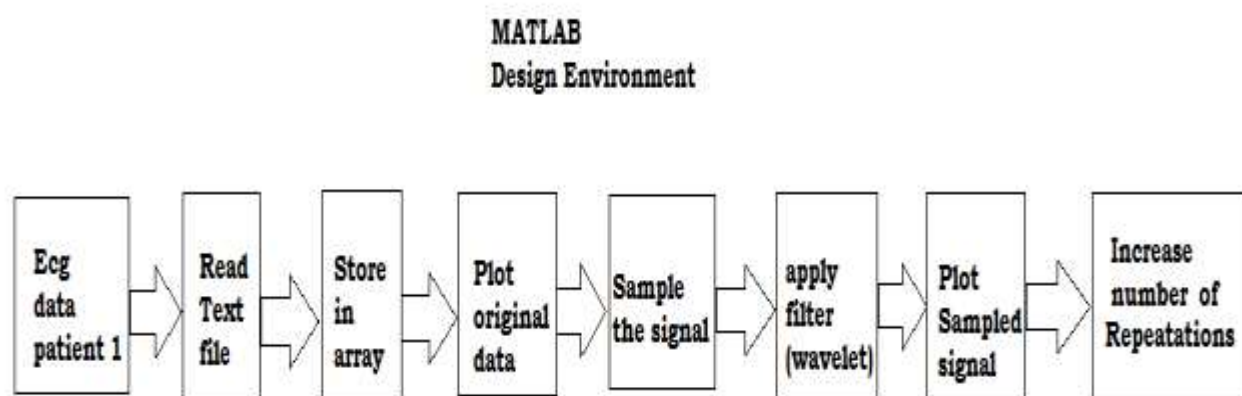 MATLAB
Design Environment
Ecg
data
patient 1
Read
Text
file
Store
in
array
Plot
original
data
Sample
the signal
apply
filter
(wavelet)
Plot
Sampled
signal
Increase
number of
Repeatations